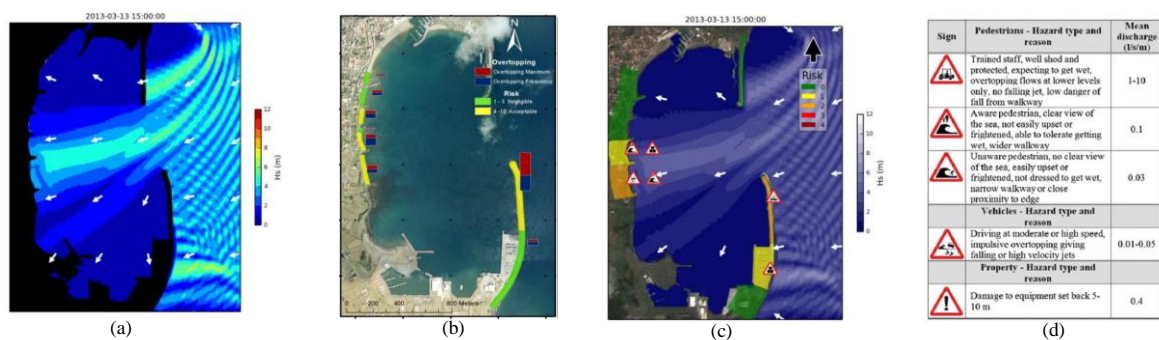 2013-03-13 15:00:00
12
10
8
6
4
2
0
Hs (m)
(a)
N
Overtopping
Overtopping Maximum
Overtopping Frequency
Risk
1 - 3 Negligible
4 -10 Acceptable
0
200
400
800 Meters
(b)
2013-03-13 15:00:00
Risk
0
1
2
3
4
12
10
8
6
4
2
0
Hs (m)
(c)
Sign
Pedestrians - Hazard type and reason
Mean discharge (l/s/m)
Trained staff, well shod and
protected, expecting to get wet,
overtopping flows at lower levels
only, no falling jet, low danger of
fall from walkway
1-10
Aware pedestrian, clear view of
the sea, not easily upset or
frightened, able to tolerate getting
wet, wider walkway
0.1
Unaware pedestrian, no clear view
of the sea, easily upset or
frightened, not dressed to get wet,
narrow walkway or close
proximity to edge
0.03
Vehicles - Hazard type and
reason
Driving at moderate or high speed,
impulsive overtopping giving
falling or high velocity jets
0.01-0.05
Property - Hazard type and
reason
Damage to equipment set back 5-
10 m
0.4
(d)